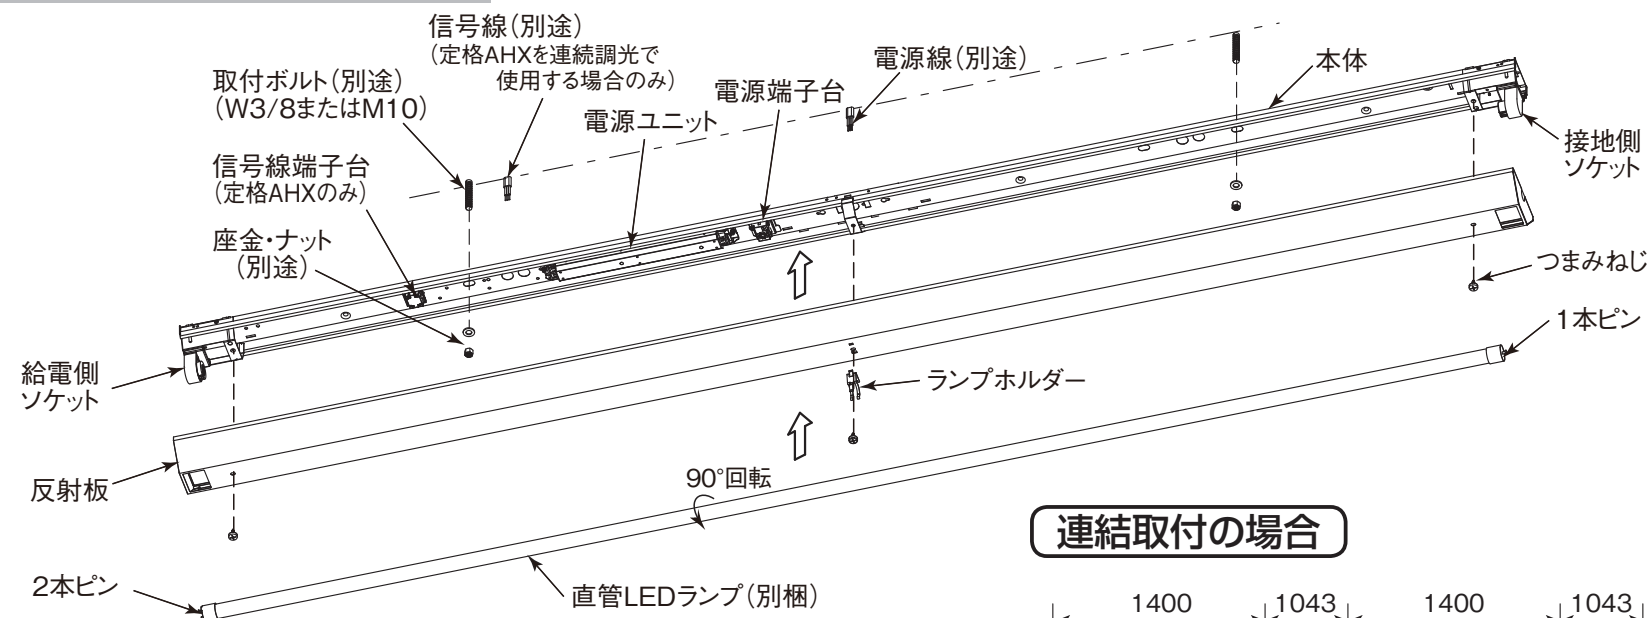 信号線(別途)
(定格AHXを連続調光で
使用する場合のみ)
取付ボルト(別途)
(W3/8またはM10)
電源線(別途)
電源端子台
本体
電源ユニット
接地側
ソケット
信号線端子台
(定格AHXのみ)
座金・ナット
(別途)
つまみねじ
1本ピン
給電側
ソケット
ランプホルダー
反射板
90°回転
連結取付の場合
2本ピン
直管LEDランプ(別梱)
1400 1043 1400 1043